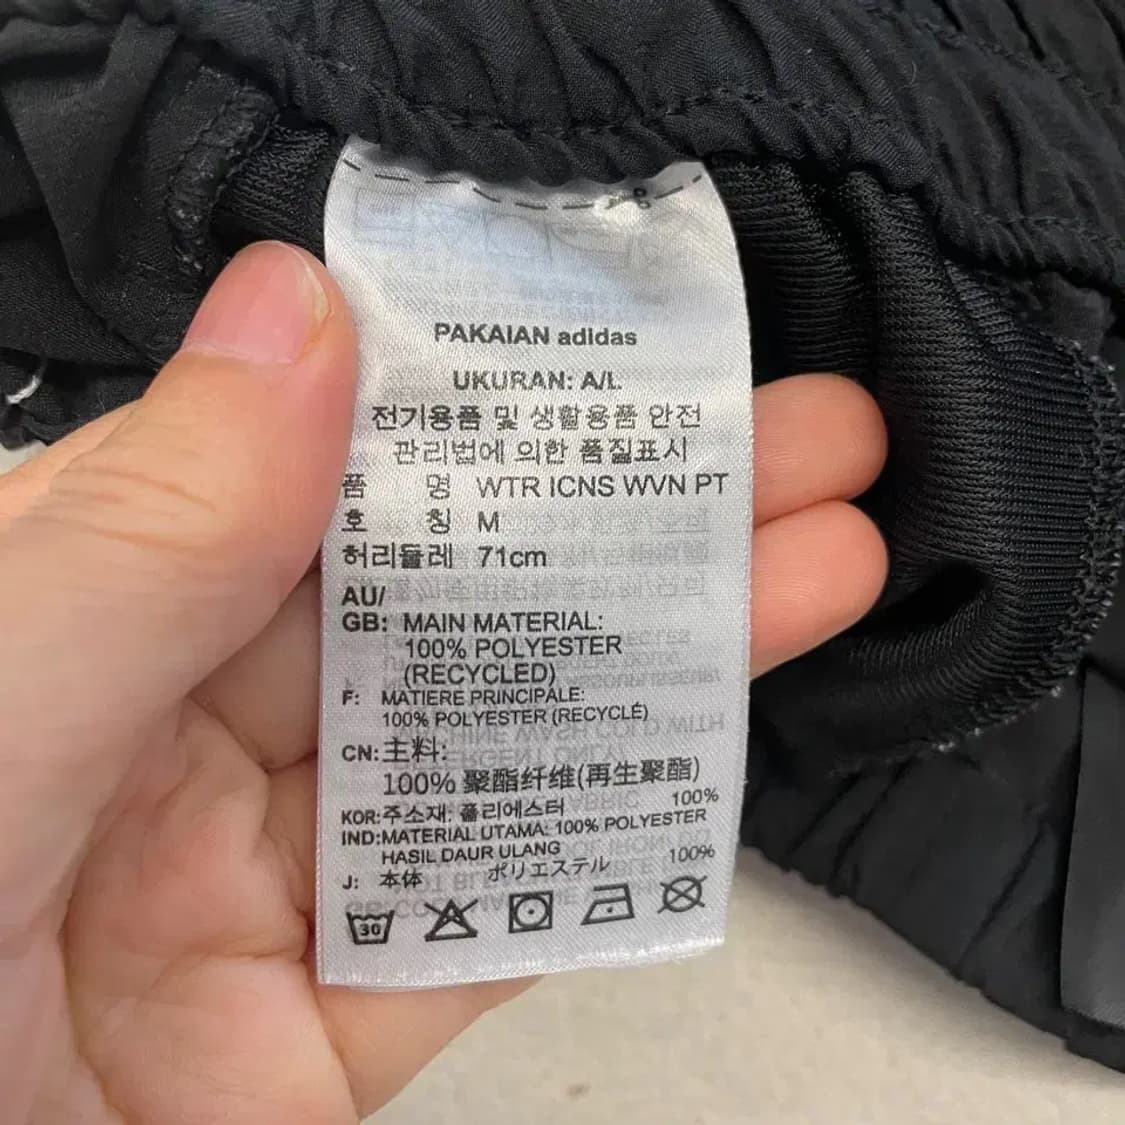 PAKAIAN adidas
UKURAN: A/L
전기용품 및 생활용품 안전
관리법에 의한 품질표시
품 명 WTR ICNS WVN PT
호 칭 M
허리둘레 71cm
AU/
GB: MAIN MATERIAL:
100% POLYESTER
(RECYCLED)
F: MATIERE PRINCIPALE:
100% POLYESTER (RECYCLÉ)
CN:主料:
100% 聚酯纤维(再生聚酯)
KOR:주소재: 폴리에스터 100%
IND:MATERIAL UTAMA: 100% POLYESTER
HASIL DAUR ULANG
J: 本体 ポリエステル 100%
30